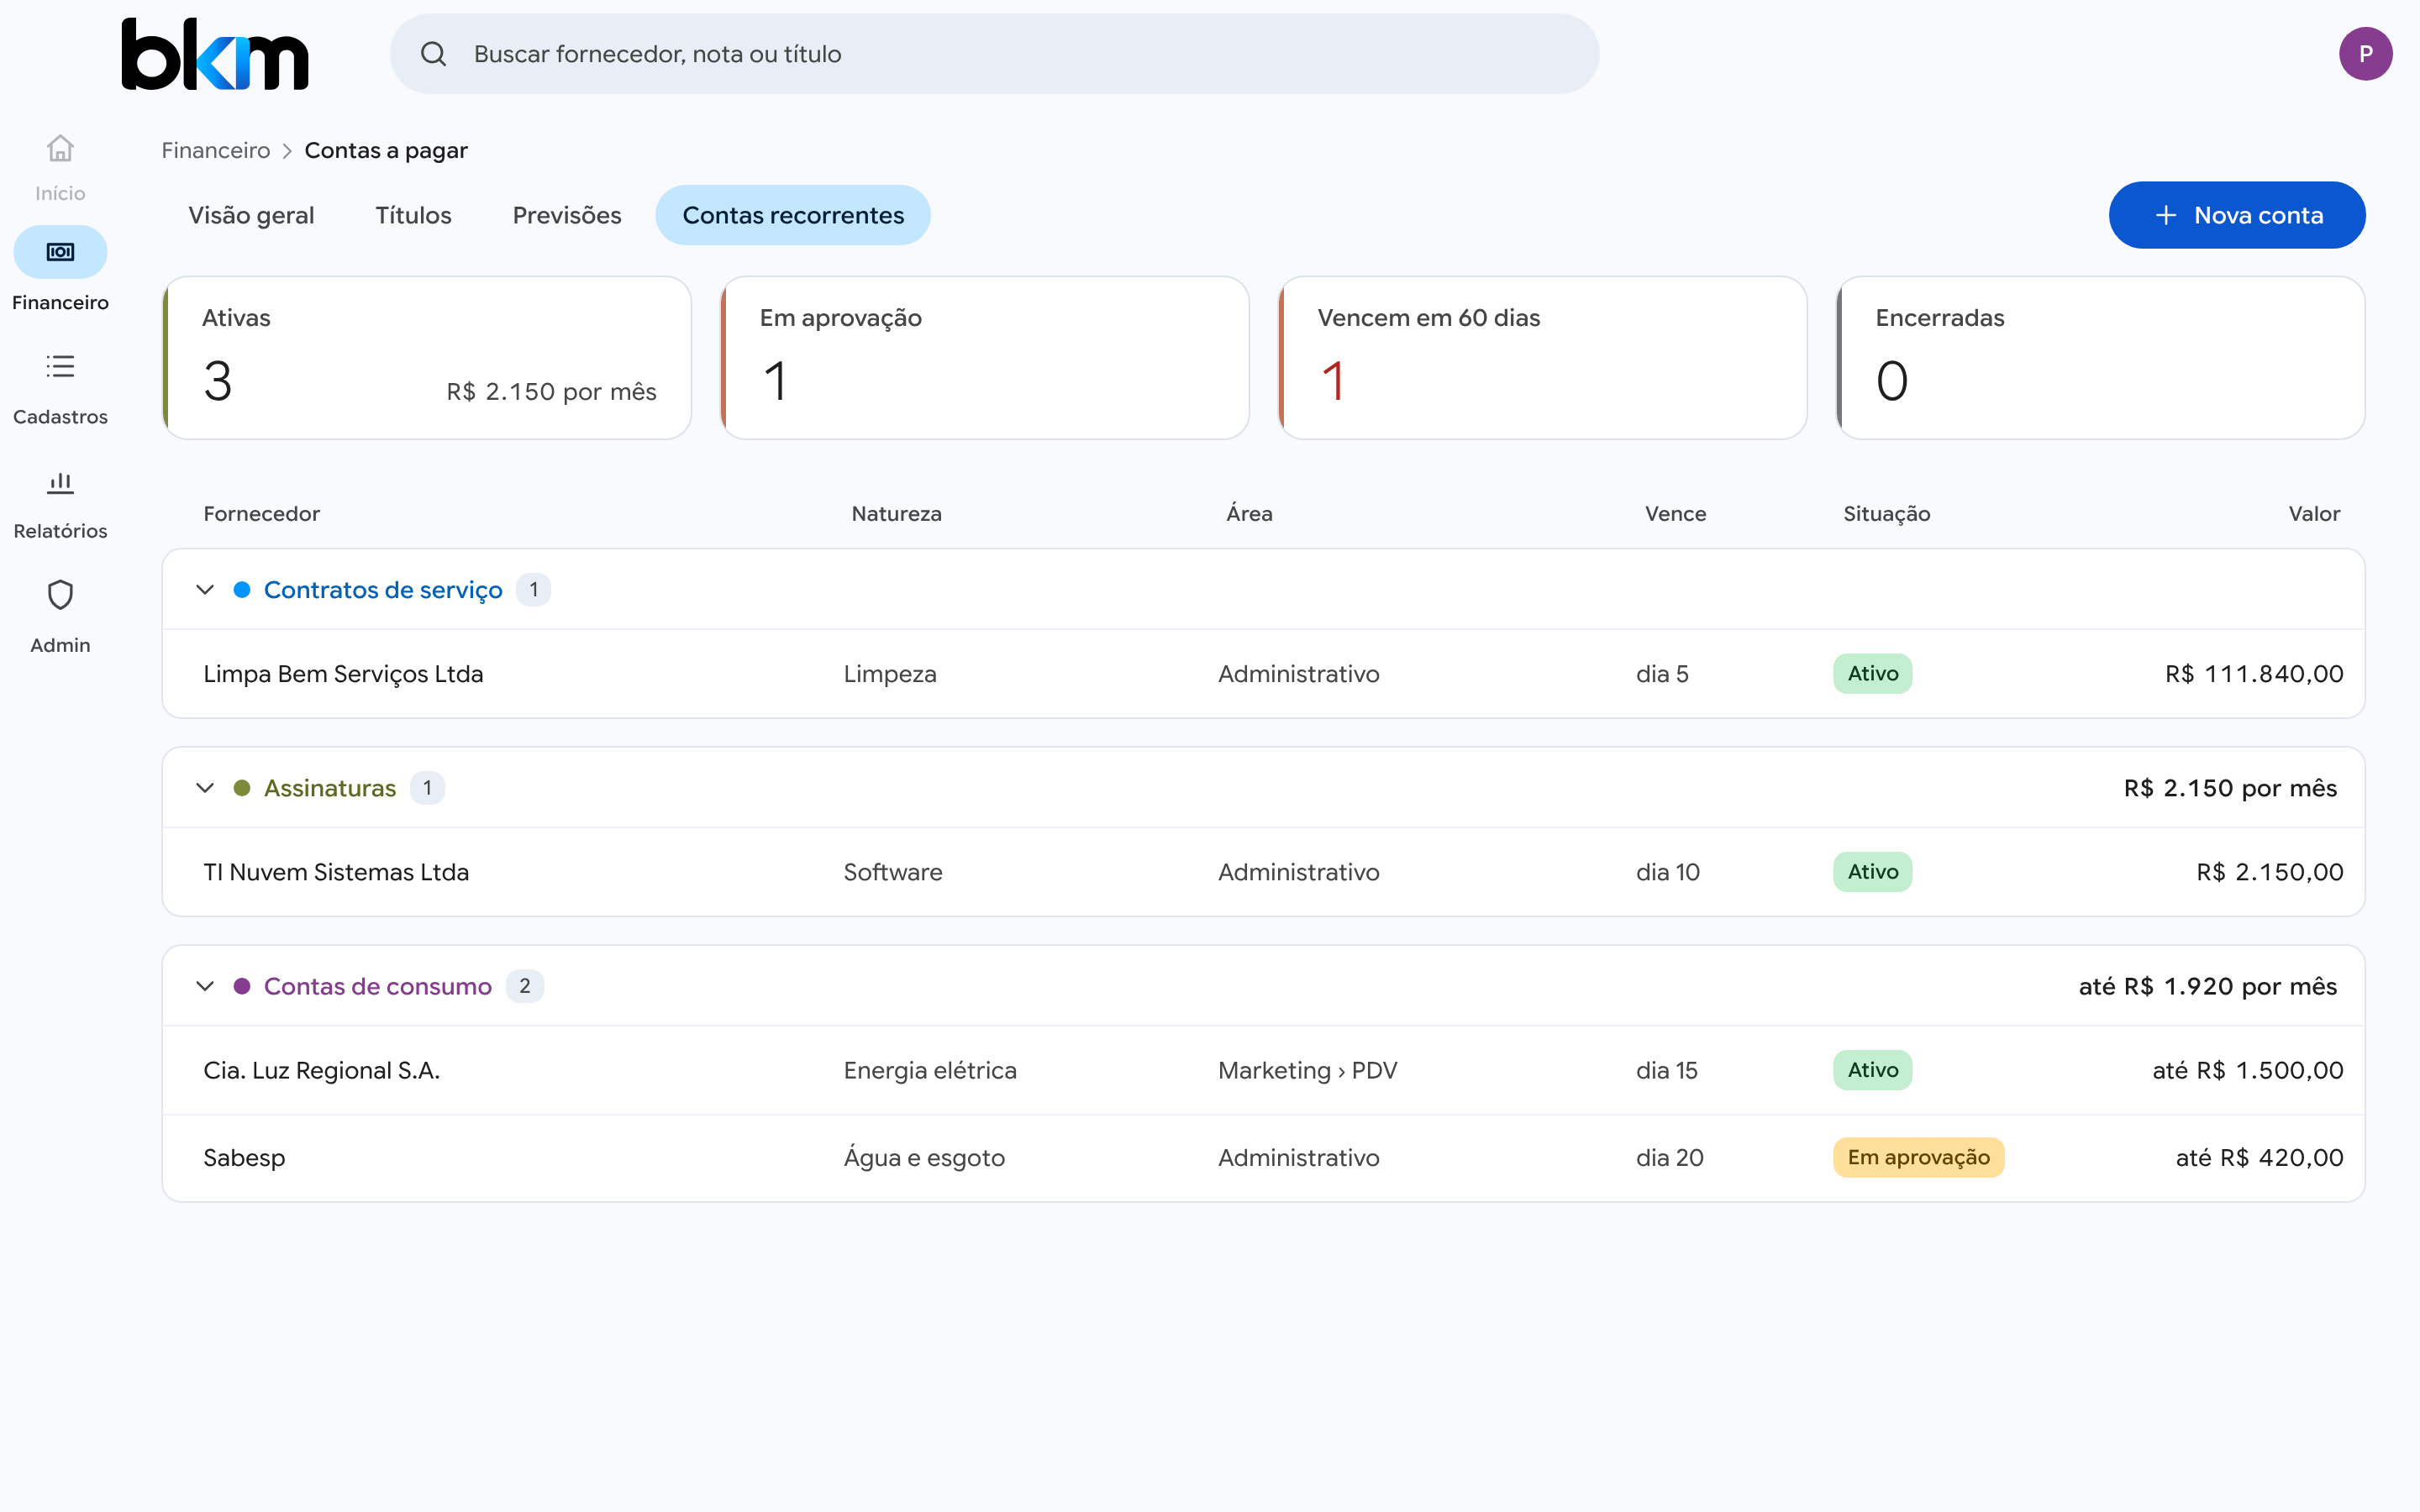 bkm
Buscar fornecedor, nota ou título
P
Início
Financeiro
Cadastros
Relatórios
Admin
Financeiro > Contas a pagar
Visão geral Títulos Previsões Contas recorrentes + Nova conta
Ativas
3 R$ 2.150 por mês
Em aprovação
1
Vencem em 60 dias
1
Encerradas
0
Fornecedor Natureza Área Vence Situação Valor
Contratos de serviço 1
Limpa Bem Serviços Ltda Limpeza Administrativo dia 5 Ativo R$ 111.840,00
Assinaturas 1 R$ 2.150 por mês
TI Nuvem Sistemas Ltda Software Administrativo dia 10 Ativo R$ 2.150,00
Contas de consumo 2 até R$ 1.920 por mês
Cia. Luz Regional S.A. Energia elétrica Marketing › PDV dia 15 Ativo até R$ 1.500,00
Sabesp Água e esgoto Administrativo dia 20 Em aprovação até R$ 420,00